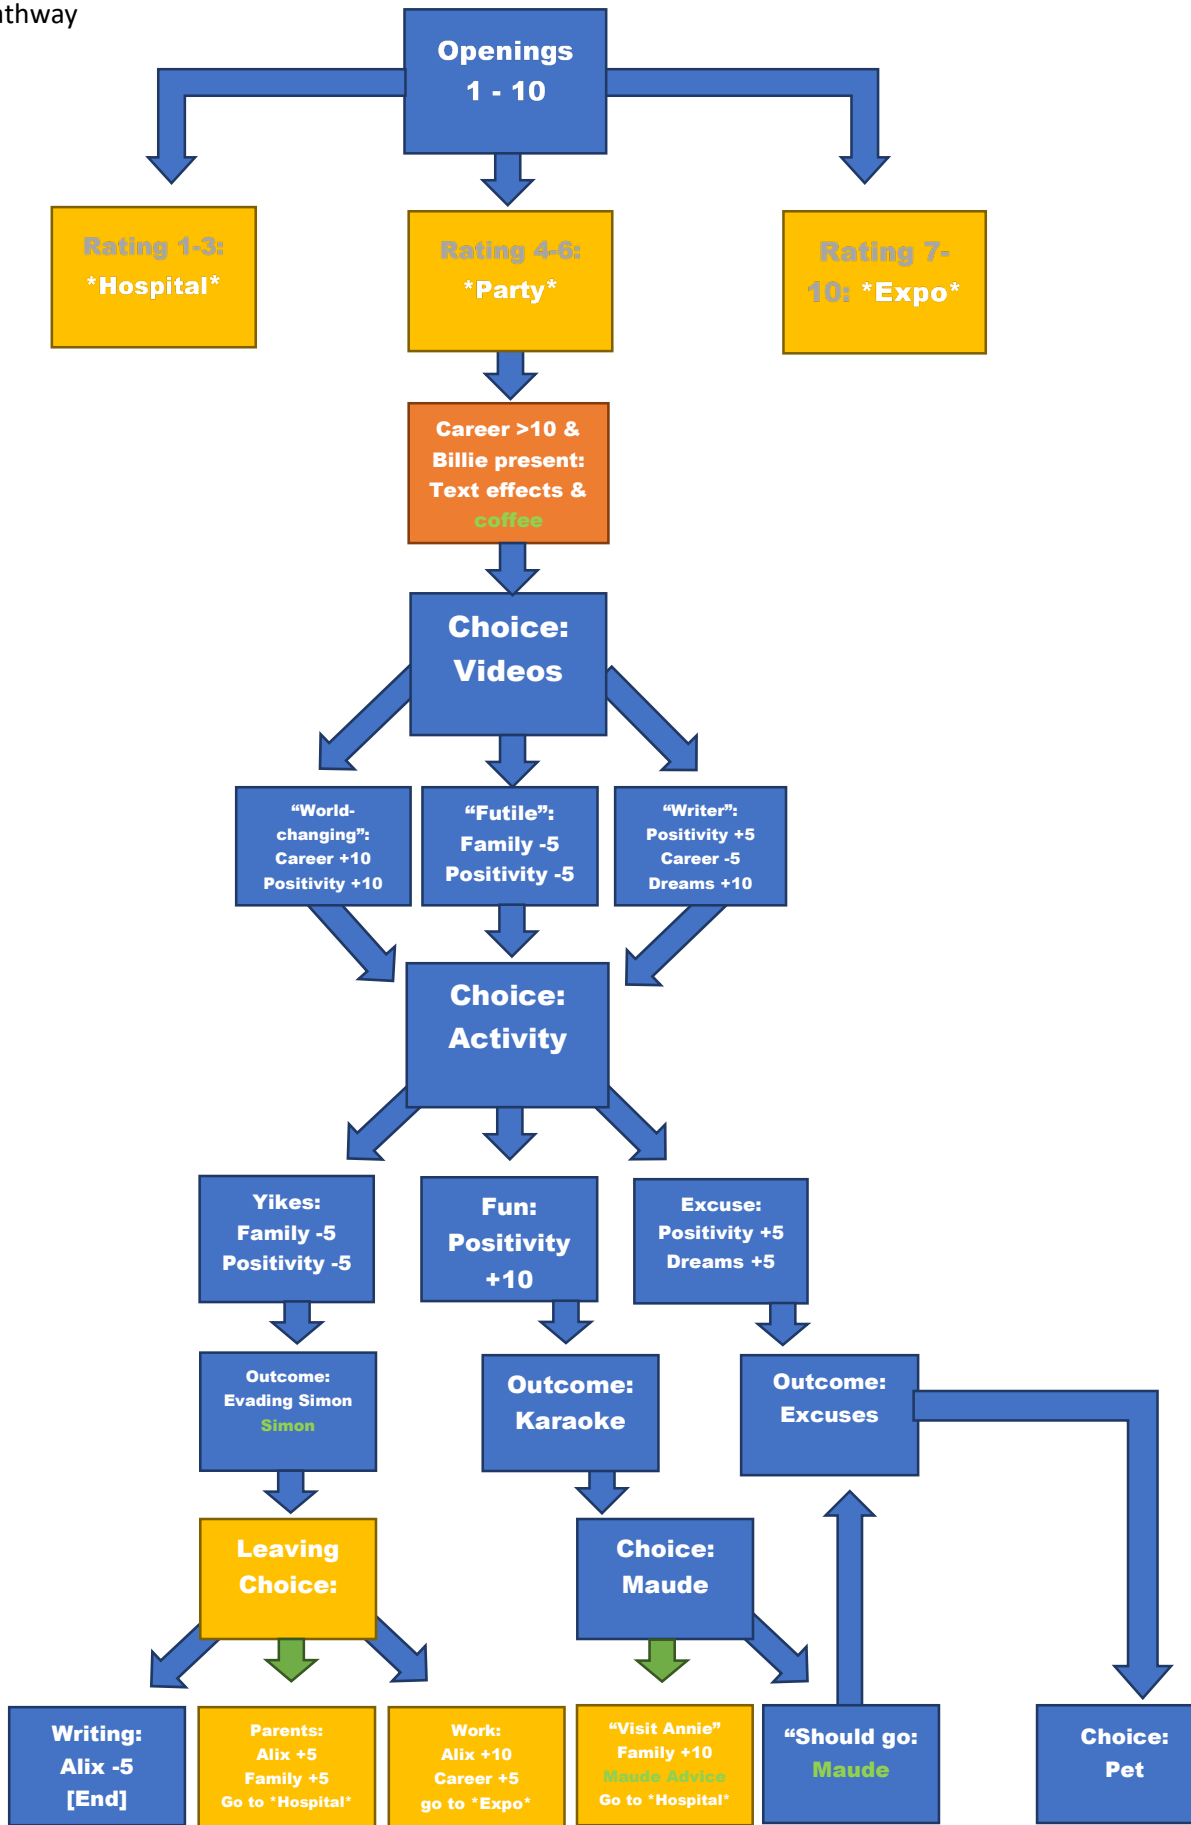 Openings
1 - 10
Rating 1-3:
*Hospital*
Rating 4-6:
*Party*
Rating 7-
10: *Expo*
Career >10 &
Billie present:
Text effects &
coffee
Choice:
Videos
“World-
changing”:
Career +10
Positivity +10
“Futile”:
Family -5
Positivity -5
“Writer”:
Positivity +5
Career -5
Dreams +10
Choice:
Activity
Yikes:
Family -5
Positivity -5
Fun:
Positivity
+10
Excuse:
Positivity +5
Dreams +5
Outcome:
Evading Simon
Simon
Outcome:
Karaoke
Outcome:
Excuses
Leaving
Choice:
Choice:
Maude
Writing:
Alix -5
[End]
Parents:
Alix +5
Family +5
Go to *Hospital*
Work:
Alix +10
Career +5
go to *Expo*
“Visit Annie”
Family +10
Maude Advice
Go to *Hospital*
“Should go:
Maude
Choice:
Pet